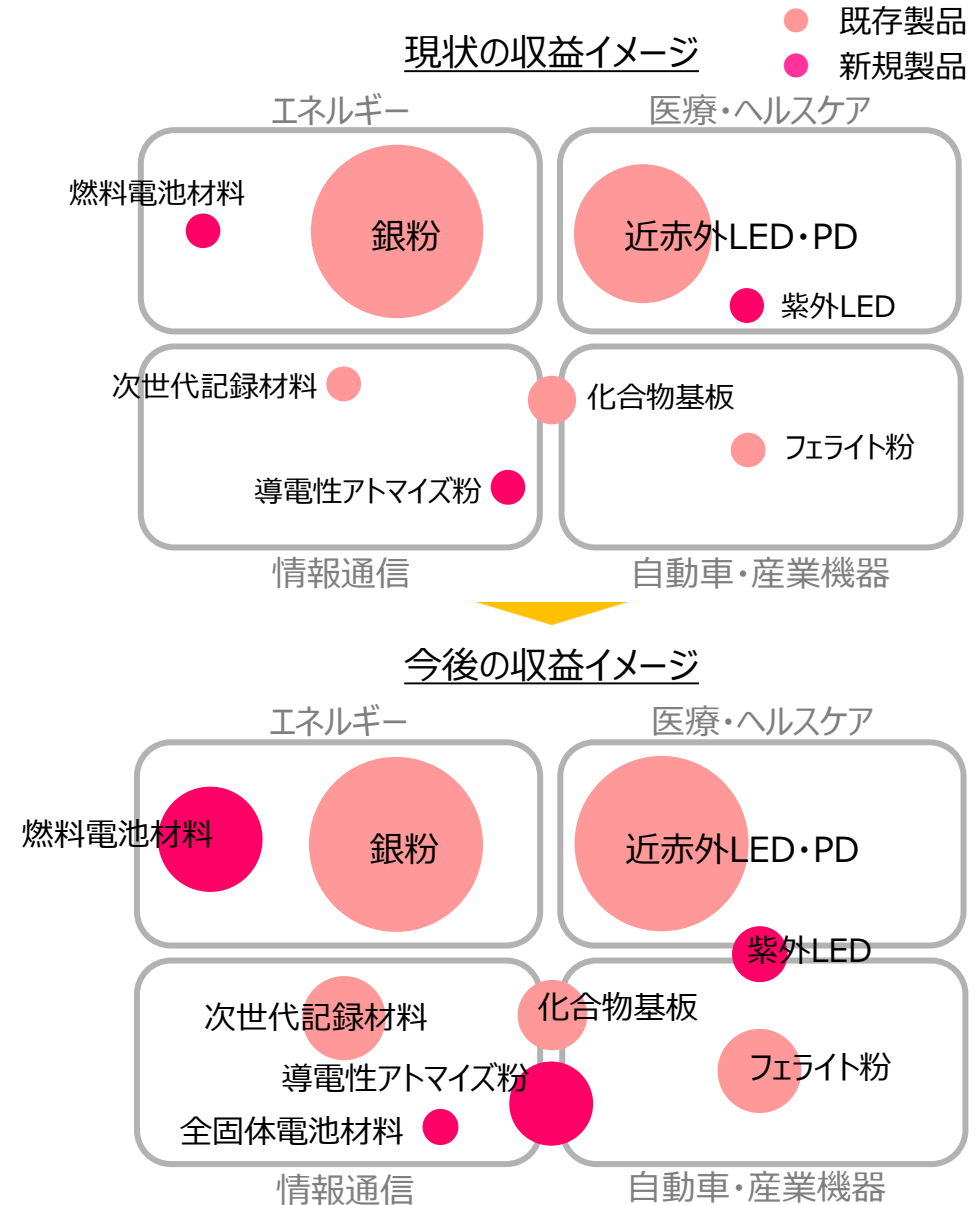 既存製品
新規製品
現状の収益イメージ
エネルギー
医療・ヘルスケア
燃料電池材料
銀粉
近赤外LED・PD
紫外LED
次世代記録材料
化合物基板
フェライト粉
導電性アトマイズ粉
情報通信
自動車・産業機器
今後の収益イメージ
エネルギー
医療・ヘルスケア
燃料電池材料
銀粉
近赤外LED・PD
紫外LED
次世代記録材料
化合物基板
フェライト粉
導電性アトマイズ粉
全固体電池材料
情報通信
自動車・産業機器